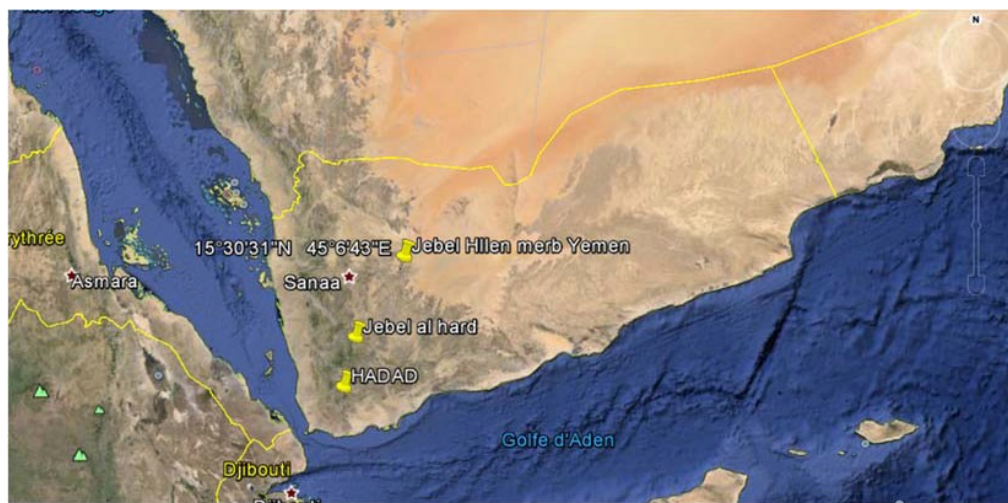 N
15°30'31"N 45°6'43"E
Jebel HIlen merb Yemen
rythrée
Asmara
Sanaa
Jebel al hard
HADAD
Golfe d'Aden
Djibouti